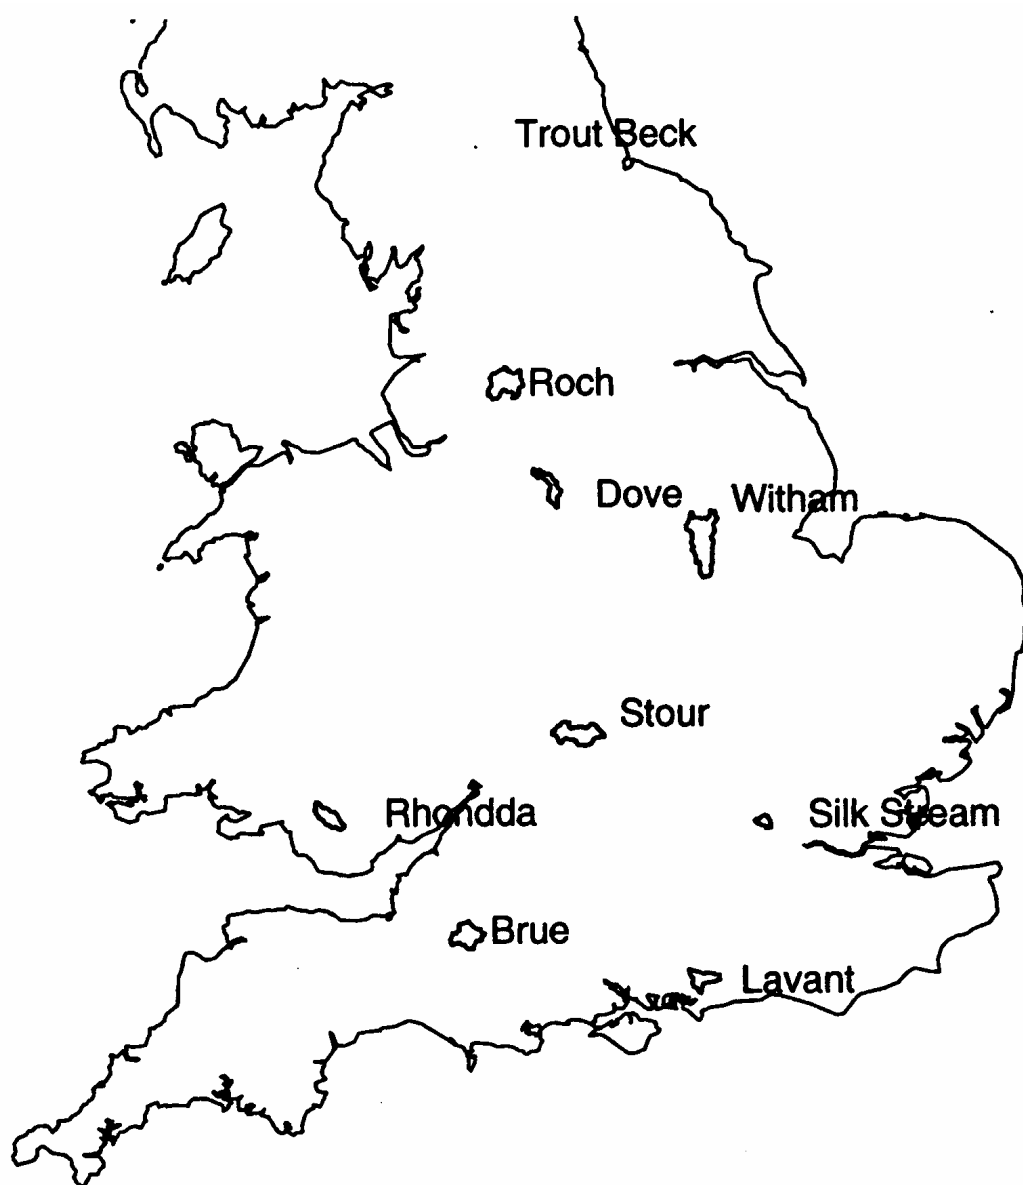 Trout Beck
Roch
Dove
Witham
Stour
Rhondda
Silk Stream
Brue
Lavant